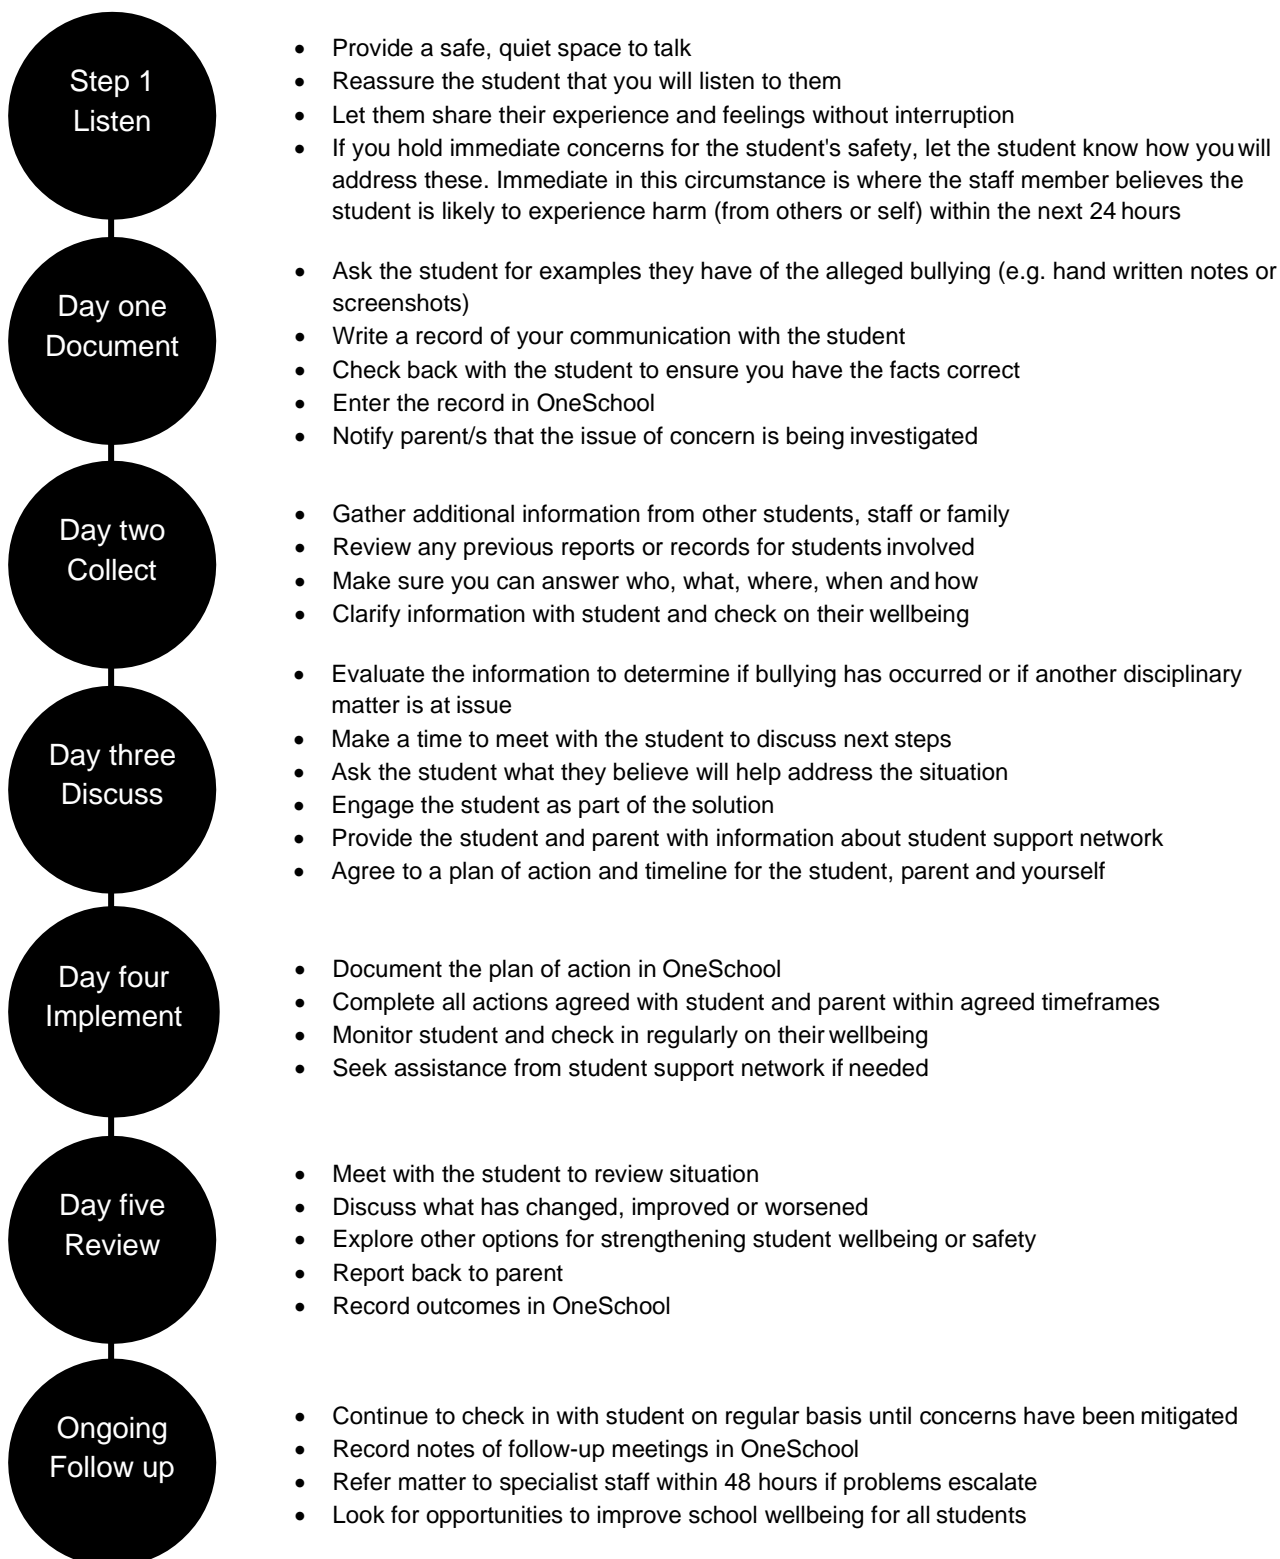 Step 1
Listen
• Provide a safe, quiet space to talk
• Reassure the student that you will listen to them
• Let them share their experience and feelings without interruption
• If you hold immediate concerns for the student's safety, let the student know how you will
address these. Immediate in this circumstance is where the staff member believes the
student is likely to experience harm (from others or self) within the next 24 hours
Day one
Document
• Ask the student for examples they have of the alleged bullying (e.g. hand written notes or
screenshots)
• Write a record of your communication with the student
• Check back with the student to ensure you have the facts correct
• Enter the record in OneSchool
• Notify parent/s that the issue of concern is being investigated
Day two
Collect
• Gather additional information from other students, staff or family
• Review any previous reports or records for students involved
• Make sure you can answer who, what, where, when and how
• Clarify information with student and check on their wellbeing
Day three
Discuss
• Evaluate the information to determine if bullying has occurred or if another disciplinary
matter is at issue
• Make a time to meet with the student to discuss next steps
• Ask the student what they believe will help address the situation
• Engage the student as part of the solution
• Provide the student and parent with information about student support network
• Agree to a plan of action and timeline for the student, parent and yourself
Day four
Implement
• Document the plan of action in OneSchool
• Complete all actions agreed with student and parent within agreed timeframes
• Monitor student and check in regularly on their wellbeing
• Seek assistance from student support network if needed
Day five
Review
• Meet with the student to review situation
• Discuss what has changed, improved or worsened
• Explore other options for strengthening student wellbeing or safety
• Report back to parent
• Record outcomes in OneSchool
Ongoing
Follow up
• Continue to check in with student on regular basis until concerns have been mitigated
• Record notes of follow-up meetings in OneSchool
• Refer matter to specialist staff within 48 hours if problems escalate
• Look for opportunities to improve school wellbeing for all students